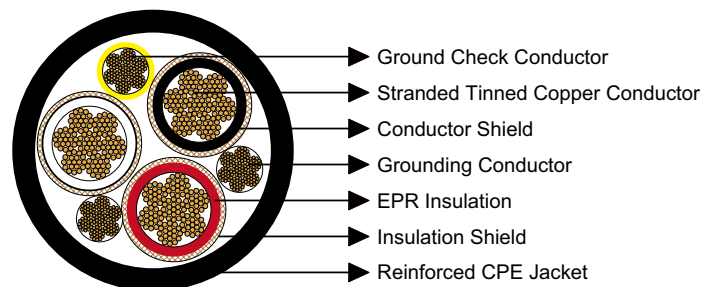 Ground Check Conductor
Stranded Tinned Copper Conductor
Conductor Shield
Grounding Conductor
EPR Insulation
Insulation Shield
Reinforced CPE Jacket